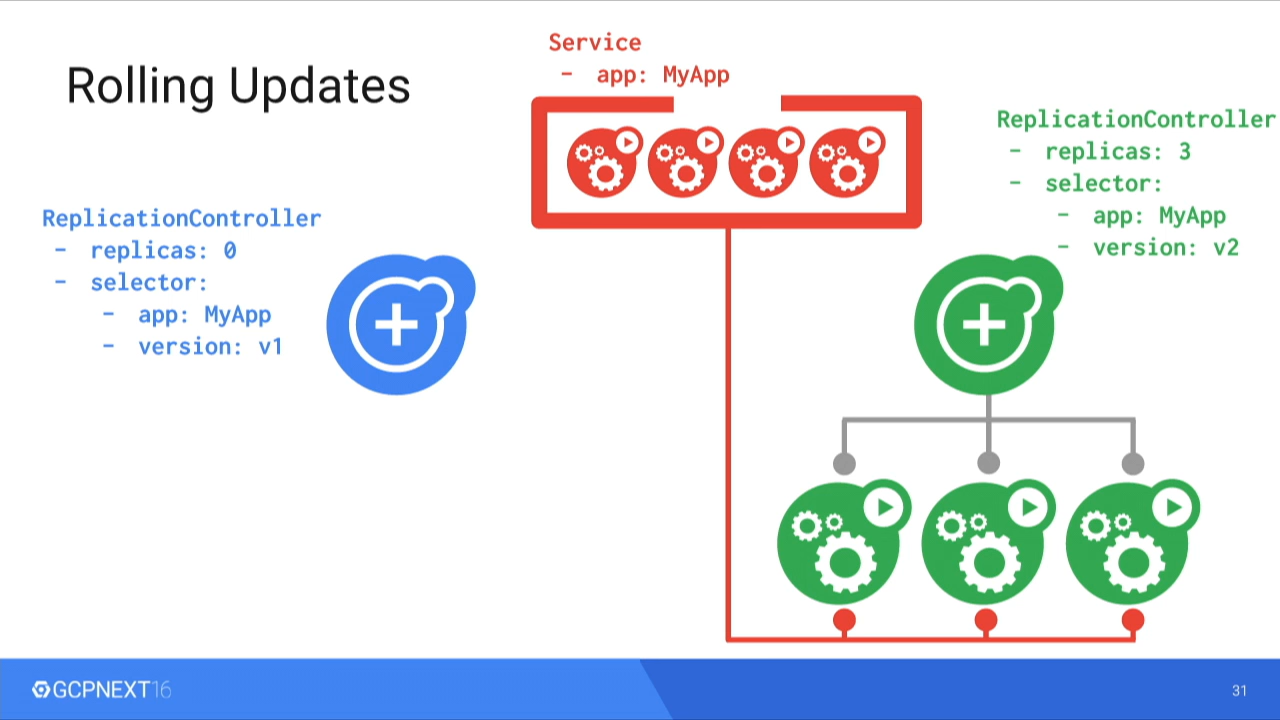 Rolling Updates
Service
- app: MyApp
ReplicationController
- replicas: 0
- selector:
- app: MyApp
- version: v1
ReplicationController
- replicas: 3
- selector:
- app: MyApp
- version: v2
GCPNEXT16
31